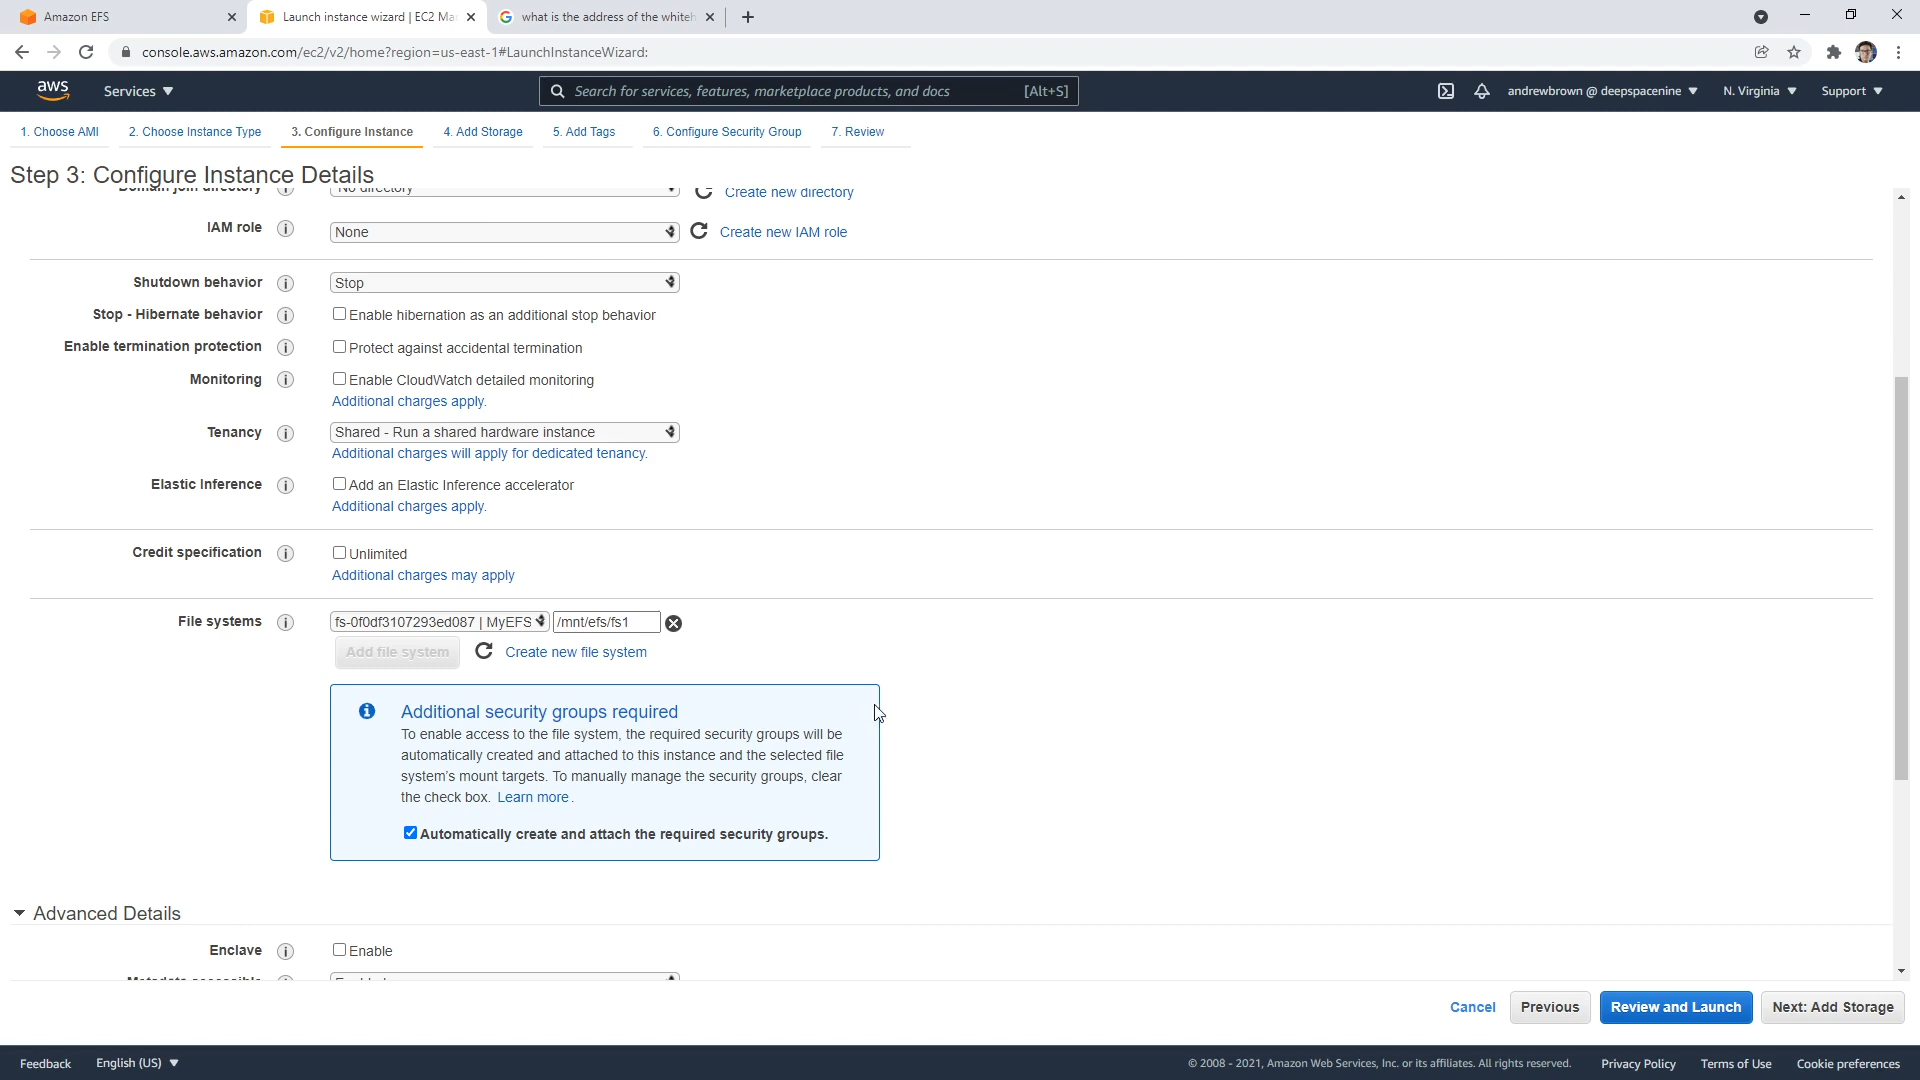 Amazon EFS
Launch instance wizard | EC2 Ma
what is the address of the whiteh
console.aws.amazon.com/ec2/v2/home?region=us-east-1#LaunchInstanceWizard:
aws
Services
Search for services, features, marketplace products, and docs
[Alt+S]
andrewbrown @ deepspacenine
N. Virginia
Support
1. Choose AMI
2. Choose Instance Type
3. Configure Instance
4. Add Storage
5. Add Tags
6. Configure Security Group
7. Review
Step 3: Configure Instance Details
Domain join directory
No directory
Create new directory
IAM role
None
Create new IAM role
Shutdown behavior
Stop
Stop - Hibernate behavior
Enable hibernation as an additional stop behavior
Enable termination protection
Protect against accidental termination
Monitoring
Enable CloudWatch detailed monitoring
Additional charges apply.
Tenancy
Shared - Run a shared hardware instance
Additional charges will apply for dedicated tenancy.
Elastic Inference
Add an Elastic Inference accelerator
Additional charges apply.
Credit specification
Unlimited
Additional charges may apply
File systems
fs-0f0df3107293ed087 | MyEFS
/mnt/efs/fs1
Add file system
Create new file system
Additional security groups required
To enable access to the file system, the required security groups will be
automatically created and attached to this instance and the selected file
system's mount targets. To manually manage the security groups, clear
the check box. Learn more.
Automatically create and attach the required security groups.
Advanced Details
Enclave
Enable
Metadata accessible
Enabled
Cancel
Previous
Review and Launch
Next: Add Storage
Feedback
English (US)
© 2008 - 2021, Amazon Web Services, Inc. or its affiliates. All rights reserved.
Privacy Policy
Terms of Use
Cookie preferences